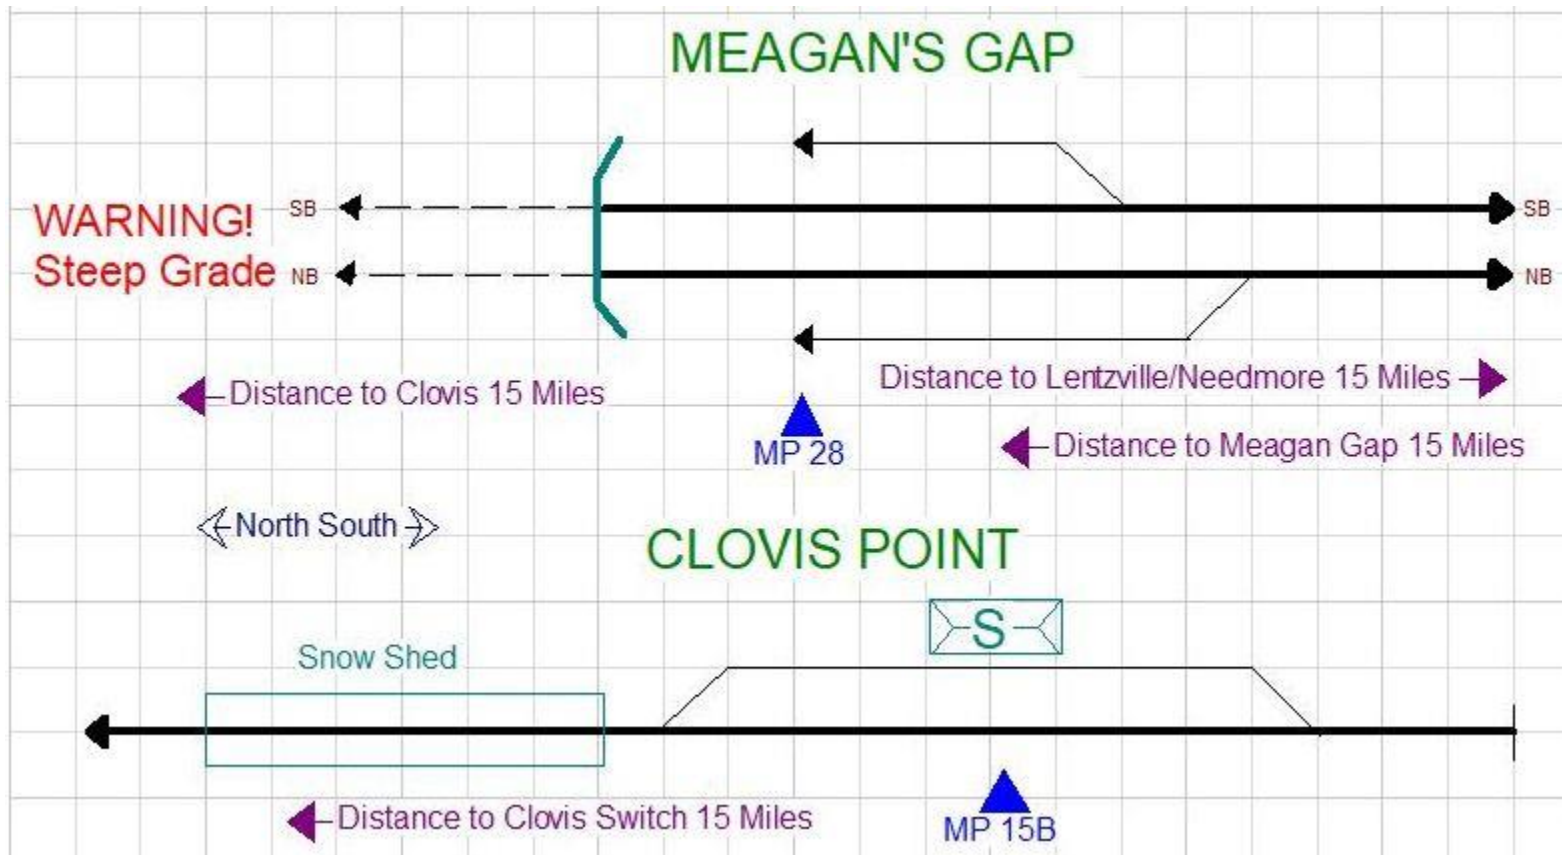 MEAGAN'S GAP
WARNING!
Steep Grade
SB
NB
SB
NB
Distance to Clovis 15 Miles
Distance to Lentzville/Needmore 15 Miles
MP 28
Distance to Meagan Gap 15 Miles
North South
CLOVIS POINT
S
Snow Shed
Distance to Clovis Switch 15 Miles
MP 15B